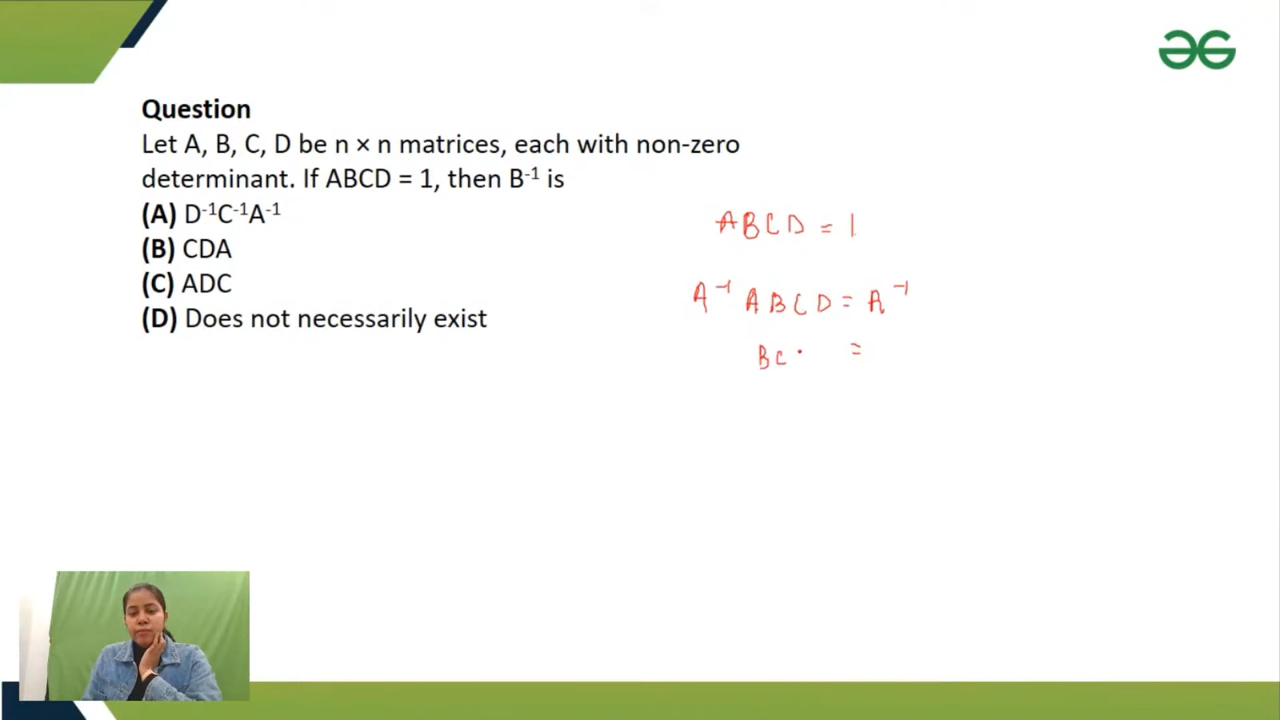 Question
Let A, B, C, D be n × n matrices, each with non-zero
determinant. If ABCD = 1, then B⁻¹ is
(A) D⁻¹C⁻¹A⁻¹
(B) CDA
(C) ADC
(D) Does not necessarily exist
ABCD = 1
A⁻¹ ABCD = A⁻¹
BC =